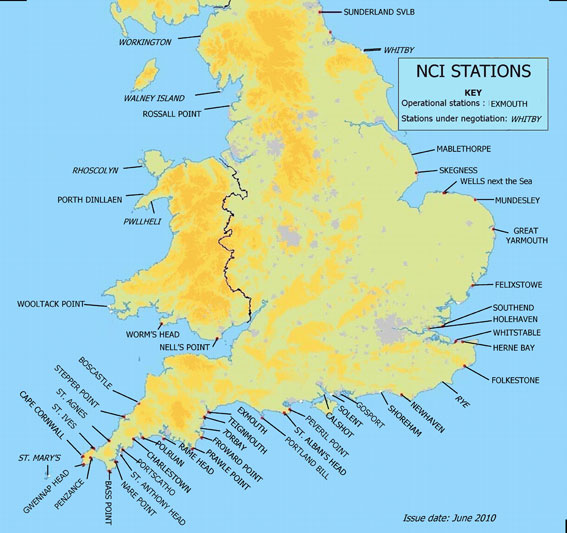 SUNDERLAND SVLB
WORKINGTON
WHITBY
NCI STATIONS
KEY
Operational stations : EXMOUTH
Stations under negotiation: WHITBY
WALNEY ISLAND
ROSSALL POINT
MABLETHORPE
RHOSCOLYN
SKEGNESS
WELLS next the Sea
PORTH DINLLAEN
MUNDESLEY
PWLLHELI
GREAT
YARMOUTH
FELIXSTOWE
WOOLTACK POINT
SOUTHEND
HOLEHAVEN
WORM'S HEAD
WHITSTABLE
NELL'S POINT
HERNE BAY
FOLKESTONE
BOSCASTLE
STEPPER POINT
ST. AGNES
ST. IVES
CAPE CORNWALL
ST. MARY'S
GWENNAP HEAD
PENZANCE
BASS POINT
NARE POINT
ST. ANTHONY HEAD
PORTSCATHO
CHARLESTOWN
POLRUAN
RAME HEAD
PRAWLE POINT
FROWARD POINT
TORBAY
TEIGNMOUTH
EXMOUTH
PORTLAND BILL
ST. ALBAN'S HEAD
PEVERIL POINT
CALSHOT
SOLENT
GOSPORT
SHOREHAM
NEWHAVEN
RYE
Issue date: June 2010